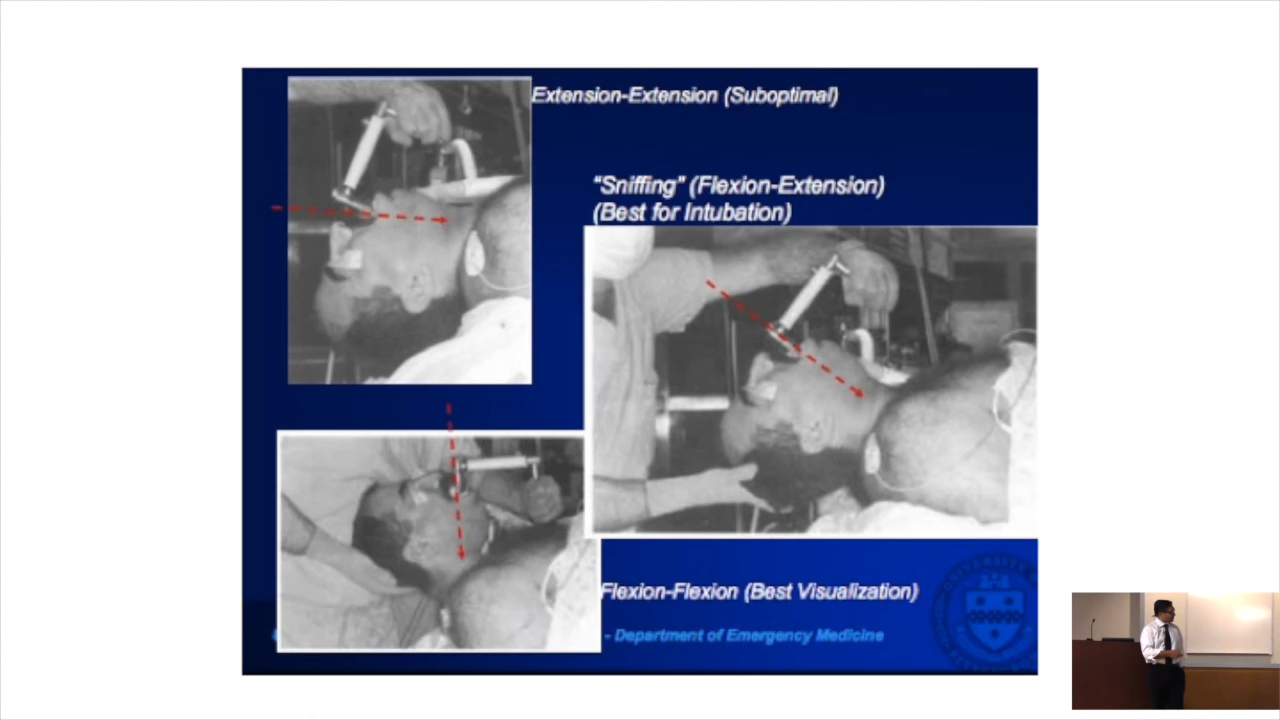 Extension-Extension (Suboptimal)
“Sniffing” (Flexion-Extension)
(Best for Intubation)
Flexion-Flexion (Best Visualization)
- Department of Emergency Medicine